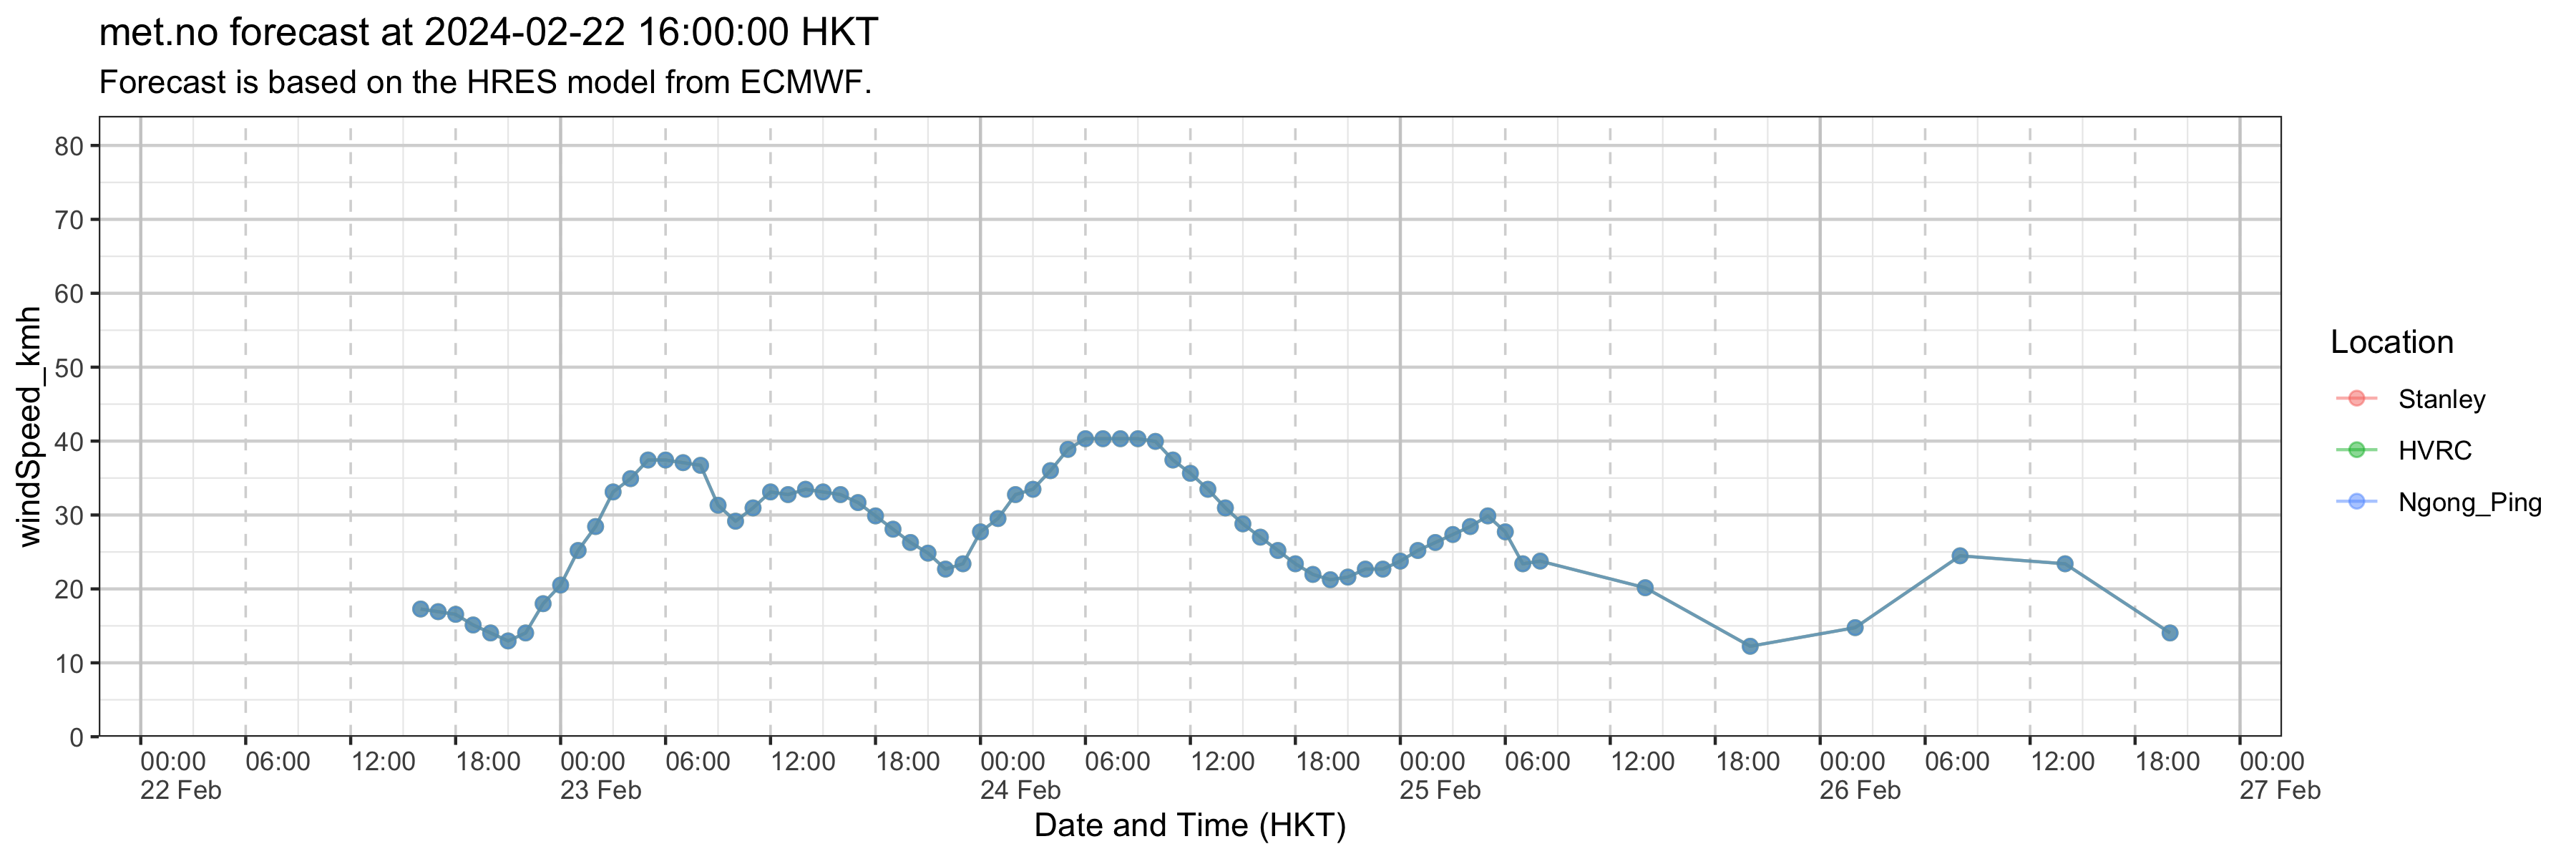 met.no forecast at 2024-02-22 16:00:00 HKT
Forecast is based on the HRES model from ECMWF.
windSpeed_kmh
80
70
60
50
40
30
20
10
0
00:00 06:00 12:00 18:00 00:00 06:00 12:00 18:00 00:00 06:00 12:00 18:00 00:00 06:00 12:00 18:00 00:00 06:00 12:00 18:00 00:00
22 Feb 23 Feb 24 Feb 25 Feb 26 Feb 27 Feb
Date and Time (HKT)
Location
Stanley
HVRC
Ngong_Ping